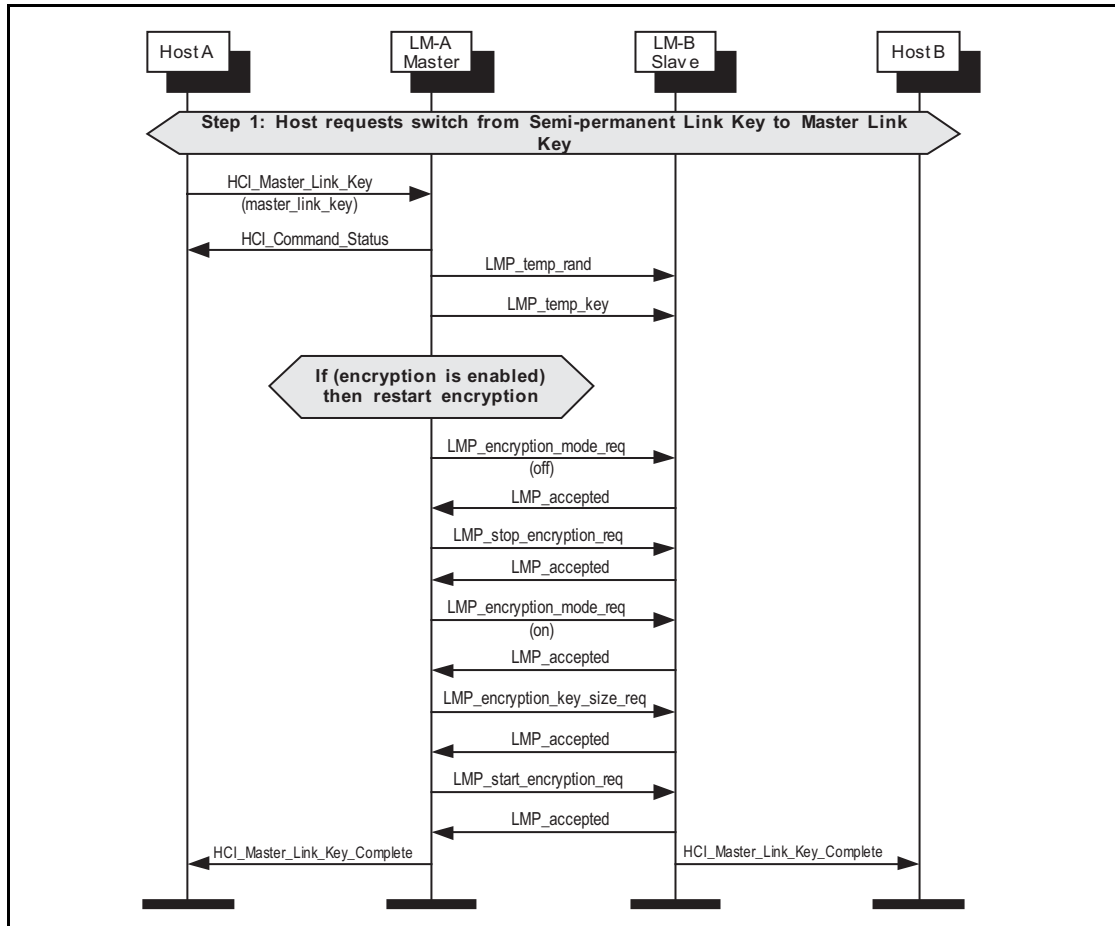 Host A
LM-A
Master
LM-B
Slave
Host B
Step 1: Host requests switch from Semi-permanent Link Key to Master Link
Key
HCI_Master_Link_Key
(master_link_key)
HCI_Command_Status
LMP_temp_rand
LMP_temp_key
If (encryption is enabled)
then restart encryption
LMP_encryption_mode_req
(off)
LMP_accepted
LMP_stop_encryption_req
LMP_accepted
LMP_encryption_mode_req
(on)
LMP_accepted
LMP_encryption_key_size_req
LMP_accepted
LMP_start_encryption_req
LMP_accepted
HCI_Master_Link_Key_Complete
HCI_Master_Link_Key_Complete